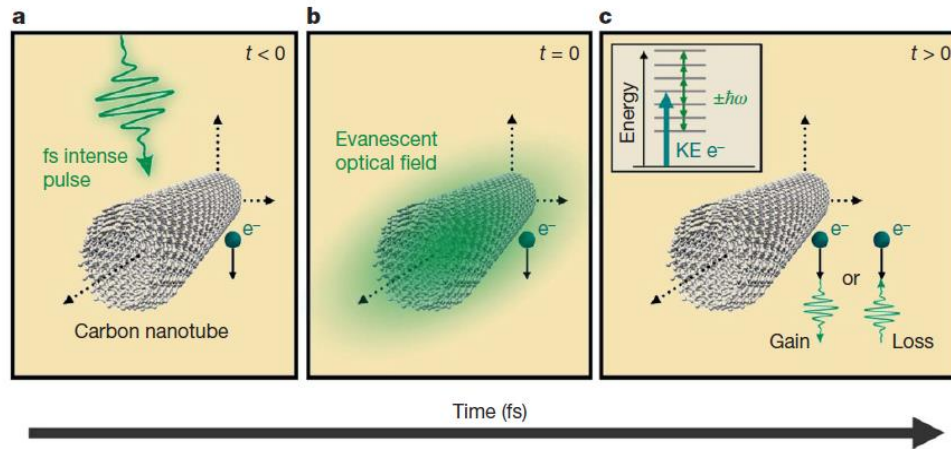 a
t < 0
fs intense
pulse
e−
Carbon nanotube
b
t = 0
Evanescent
optical field
e−
c
t > 0
Energy
±ħω
KE e−
e−
e−
or
Gain
Loss
Time (fs)